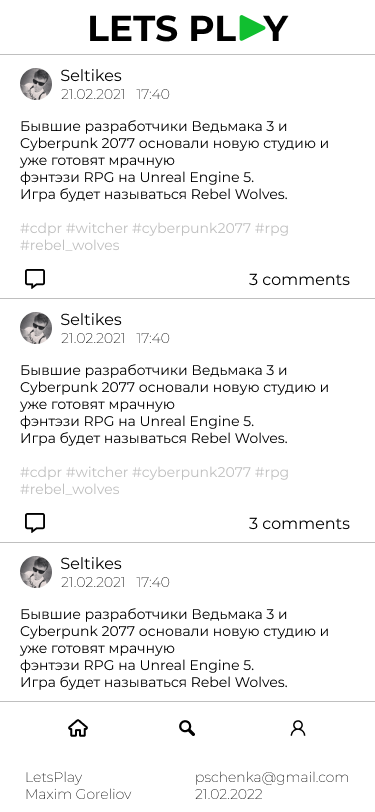 LETS PLAY
Seltikes
21.02.2021 17:40
Бывшие разработчики Ведьмака 3 и
Cyberpunk 2077 основали новую студию и
уже готовят мрачную
фэнтэзи RPG на Unreal Engine 5.
Игра будет называться Rebel Wolves.
#cdpr #witcher #cyberpunk2077 #rpg
#rebel_wolves
3 comments
Seltikes
21.02.2021 17:40
Бывшие разработчики Ведьмака 3 и
Cyberpunk 2077 основали новую студию и
уже готовят мрачную
фэнтэзи RPG на Unreal Engine 5.
Игра будет называться Rebel Wolves.
#cdpr #witcher #cyberpunk2077 #rpg
#rebel_wolves
3 comments
Seltikes
21.02.2021 17:40
Бывшие разработчики Ведьмака 3 и
Cyberpunk 2077 основали новую студию и
уже готовят мрачную
фэнтэзи RPG на Unreal Engine 5.
Игра будет называться Rebel Wolves.
LetsPlay pschenka@gmail.com
Maxim Goreliov 21.02.2022